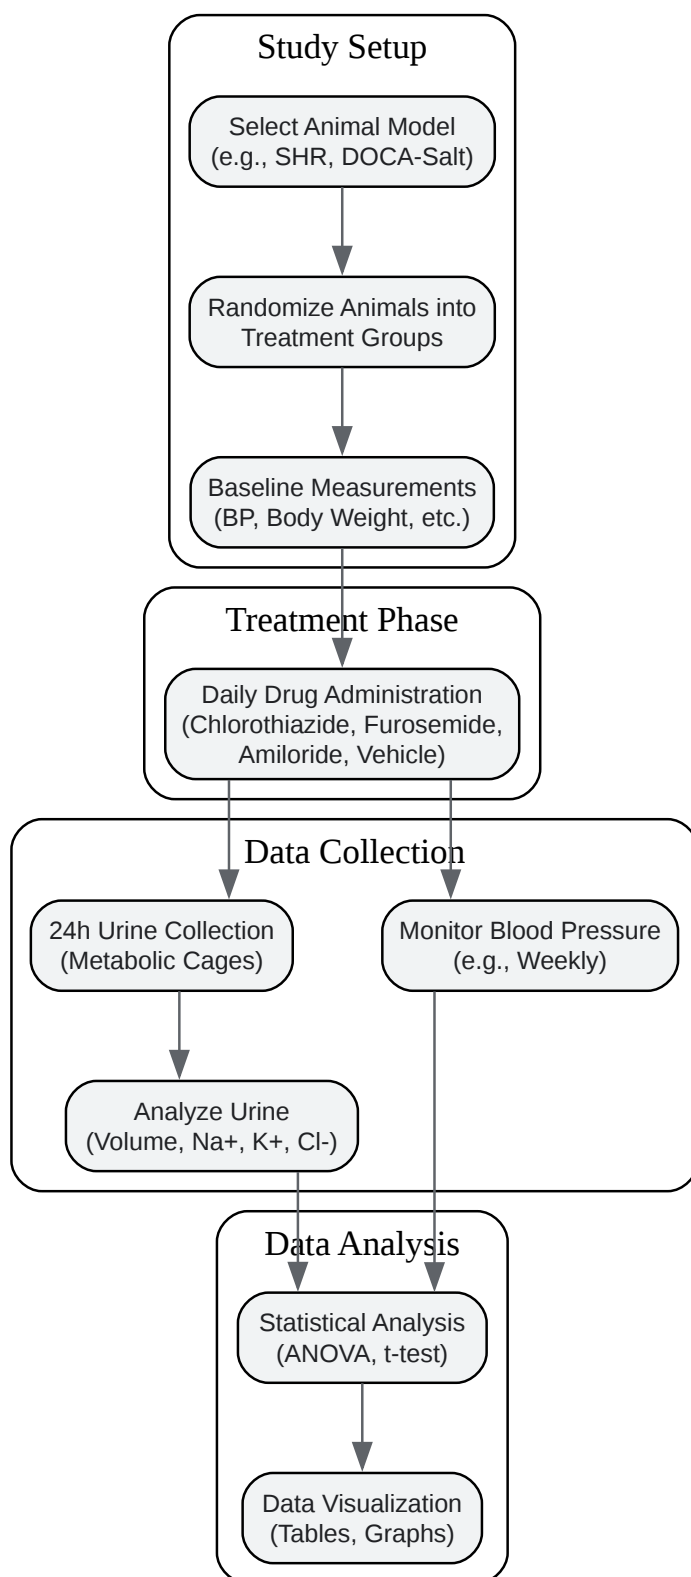 Study Setup
Select Animal Model
(e.g., SHR, DOCA-Salt)
Randomize Animals into
Treatment Groups
Baseline Measurements
(BP, Body Weight, etc.)
Treatment Phase
Daily Drug Administration
(Chlorothiazide, Furosemide,
Amiloride, Vehicle)
Data Collection
24h Urine Collection
(Metabolic Cages)
Monitor Blood Pressure
(e.g., Weekly)
Analyze Urine
(Volume, Na+, K+, Cl-)
Data Analysis
Statistical Analysis
(ANOVA, t-test)
Data Visualization
(Tables, Graphs)